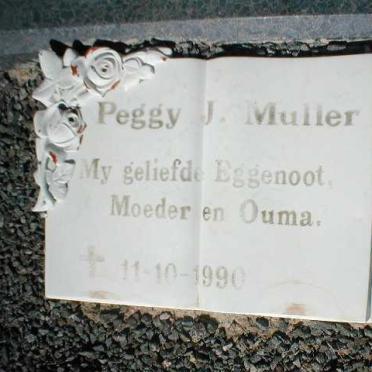 Peggy J. Muller
My geliefde Eggenoot,
Moeder en Ouma.
† 11-10-1990